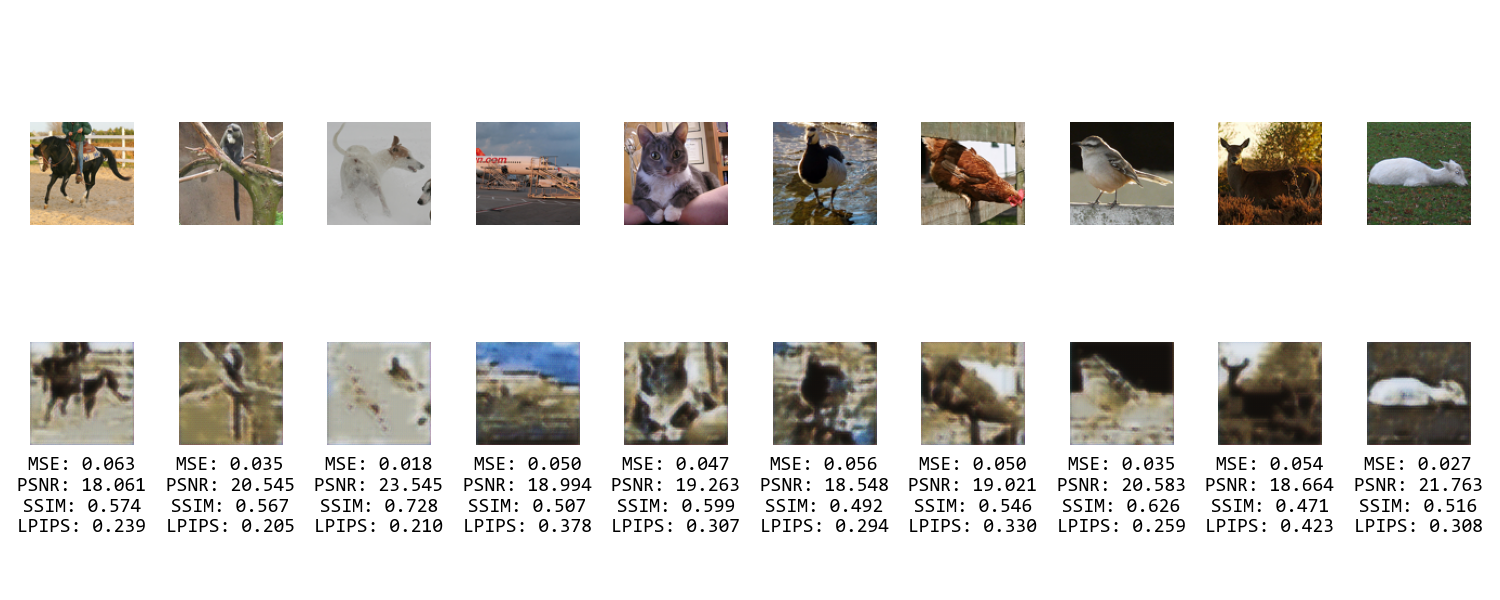 a.com
MSE: 0.063
PSNR: 18.061
SSIM: 0.574
LPIPS: 0.239
MSE: 0.035
PSNR: 20.545
SSIM: 0.567
LPIPS: 0.205
MSE: 0.018
PSNR: 23.545
SSIM: 0.728
LPIPS: 0.210
MSE: 0.050
PSNR: 18.994
SSIM: 0.507
LPIPS: 0.378
MSE: 0.047
PSNR: 19.263
SSIM: 0.599
LPIPS: 0.307
MSE: 0.056
PSNR: 18.548
SSIM: 0.492
LPIPS: 0.294
MSE: 0.050
PSNR: 19.021
SSIM: 0.546
LPIPS: 0.330
MSE: 0.035
PSNR: 20.583
SSIM: 0.626
LPIPS: 0.259
MSE: 0.054
PSNR: 18.664
SSIM: 0.471
LPIPS: 0.423
MSE: 0.027
PSNR: 21.763
SSIM: 0.516
LPIPS: 0.308